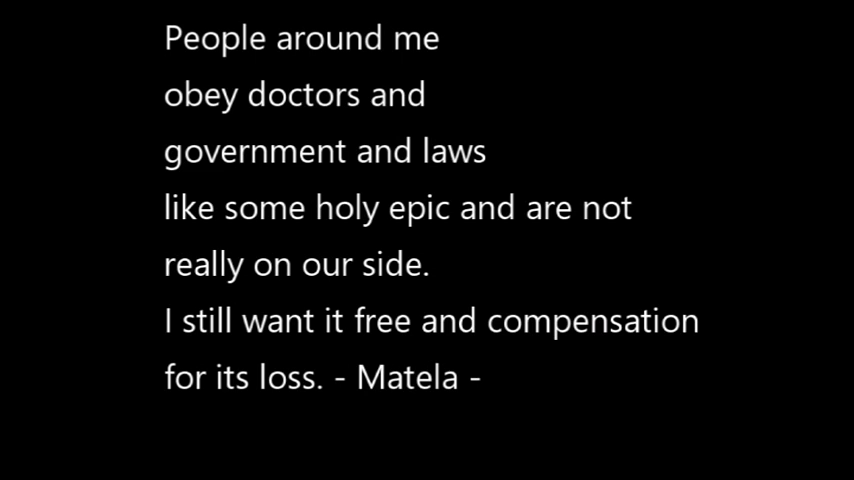 People around me
obey doctors and
government and laws
like some holy epic and are not
really on our side.
I still want it free and compensation
for its loss. - Matela -